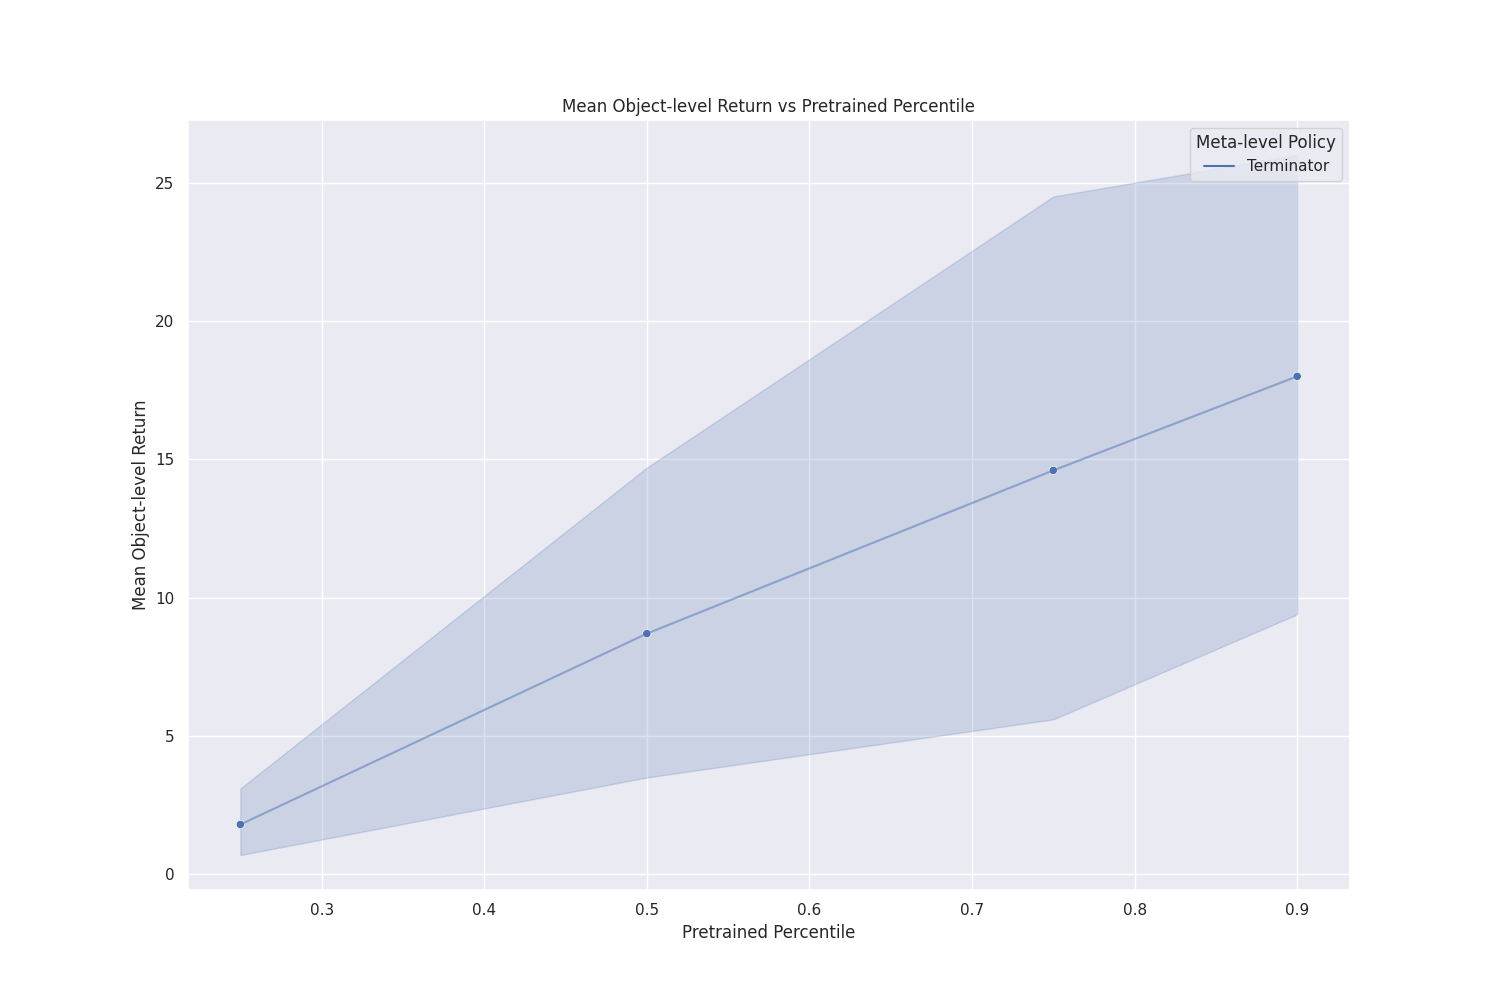 Mean Object-level Return vs Pretrained Percentile
Meta-level Policy
Terminator
Mean Object-level Return
25
20
15
10
5
0
0.3 0.4 0.5 0.6 0.7 0.8 0.9
Pretrained Percentile